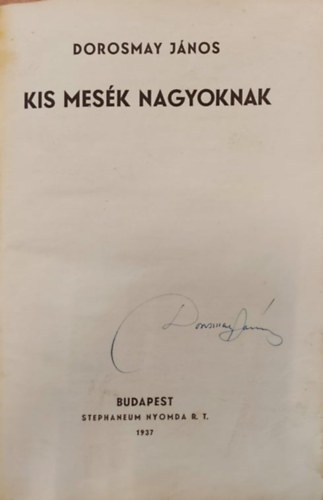 DOROSMAY JÁNOS
KIS MESÉK NAGYOKNAK
Dorosmay János
BUDAPEST
STEPHANEUM NYOMDA R. T.
1937